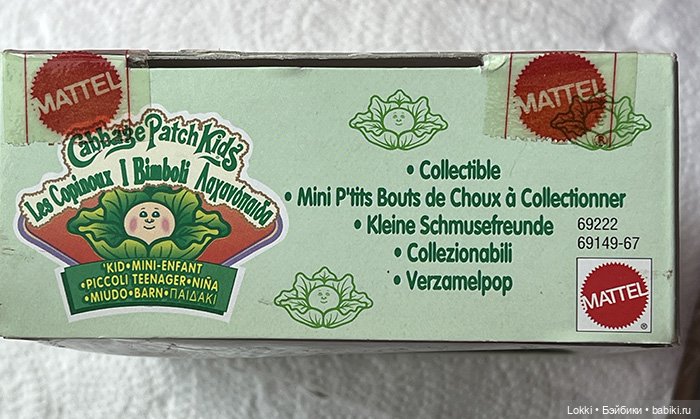 MATTEL
MATTEL
®
Cabbage Patch Kids
Les Copinoux I Bimboli Λαχανόπαιδα
'KID•MINI-ENFANT
•PICCOLI TEENAGER•NIÑA
•MIUDO•BARN•ΠΑΙΔΑΚΙ
• Collectible
• Mini P'tits Bouts de Choux à Collectionner
• Kleine Schmusefreunde
• Collezionabili
• Verzamelpop
69222
69149-67
MATTEL
®
Lokki • Бэйбики • babiki.ru